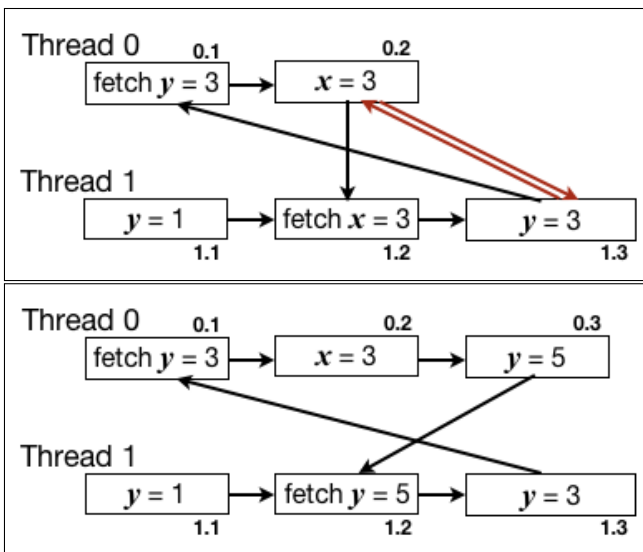 Thread 0
0.1
0.2
fetch y = 3
x = 3
Thread 1
y = 1
fetch x = 3
y = 3
1.1
1.2
1.3
Thread 0
0.1
0.2
0.3
fetch y = 3
x = 3
y = 5
Thread 1
y = 1
fetch y = 5
y = 3
1.1
1.2
1.3